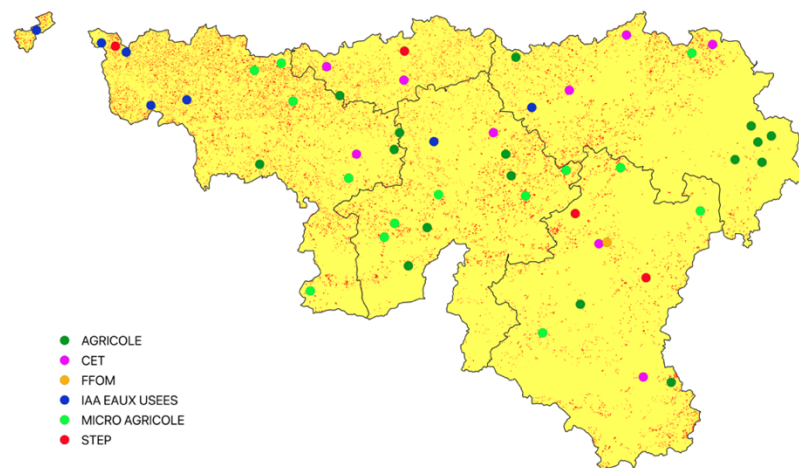 AGRICOLE
CET
FFOM
IAA EAUX USEES
MICRO AGRICOLE
STEP